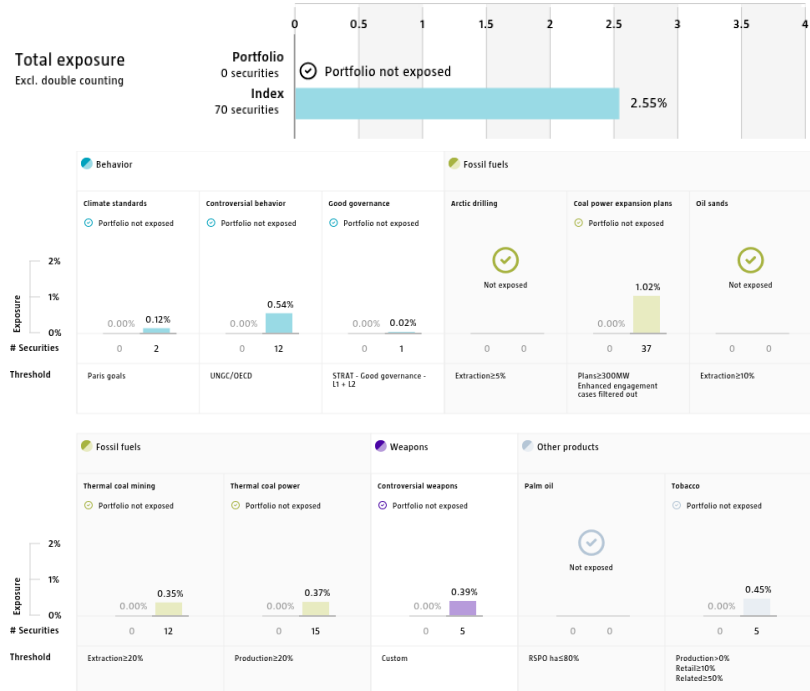 0 0.5 1 1.5 2 2.5 3 3.5 4
Total exposure
Excl. double counting
Portfolio
0 securities
Portfolio not exposed
Index
70 securities
2.55%
Behavior
Fossil fuels
Climate standards
Controversial behavior
Good governance
Arctic drilling
Coal power expansion plans
Oil sands
Portfolio not exposed
Portfolio not exposed
Portfolio not exposed
Not exposed
Portfolio not exposed
Not exposed
Exposure
2%
1%
0%
0.00% 0.12%
0.00% 0.54%
0.00% 0.02%
0.00% 1.02%
# Securities
0 2
0 12
0 1
0 0
0 37
0 0
Threshold
Paris goals
UNGC/OECD
STRAT - Good governance -
L1 + L2
Extraction≥5%
Plans≥300MW
Enhanced engagement
cases filtered out
Extraction≥10%
Fossil fuels
Weapons
Other products
Thermal coal mining
Thermal coal power
Controversial weapons
Palm oil
Tobacco
Portfolio not exposed
Portfolio not exposed
Portfolio not exposed
Not exposed
Portfolio not exposed
Exposure
2%
1%
0%
0.00% 0.35%
0.00% 0.37%
0.00% 0.39%
0.00% 0.45%
# Securities
0 12
0 15
0 5
0 0
0 5
Threshold
Extraction≥20%
Production≥20%
Custom
RSPO ha≤80%
Production>0%
Retail≥10%
Related≥50%